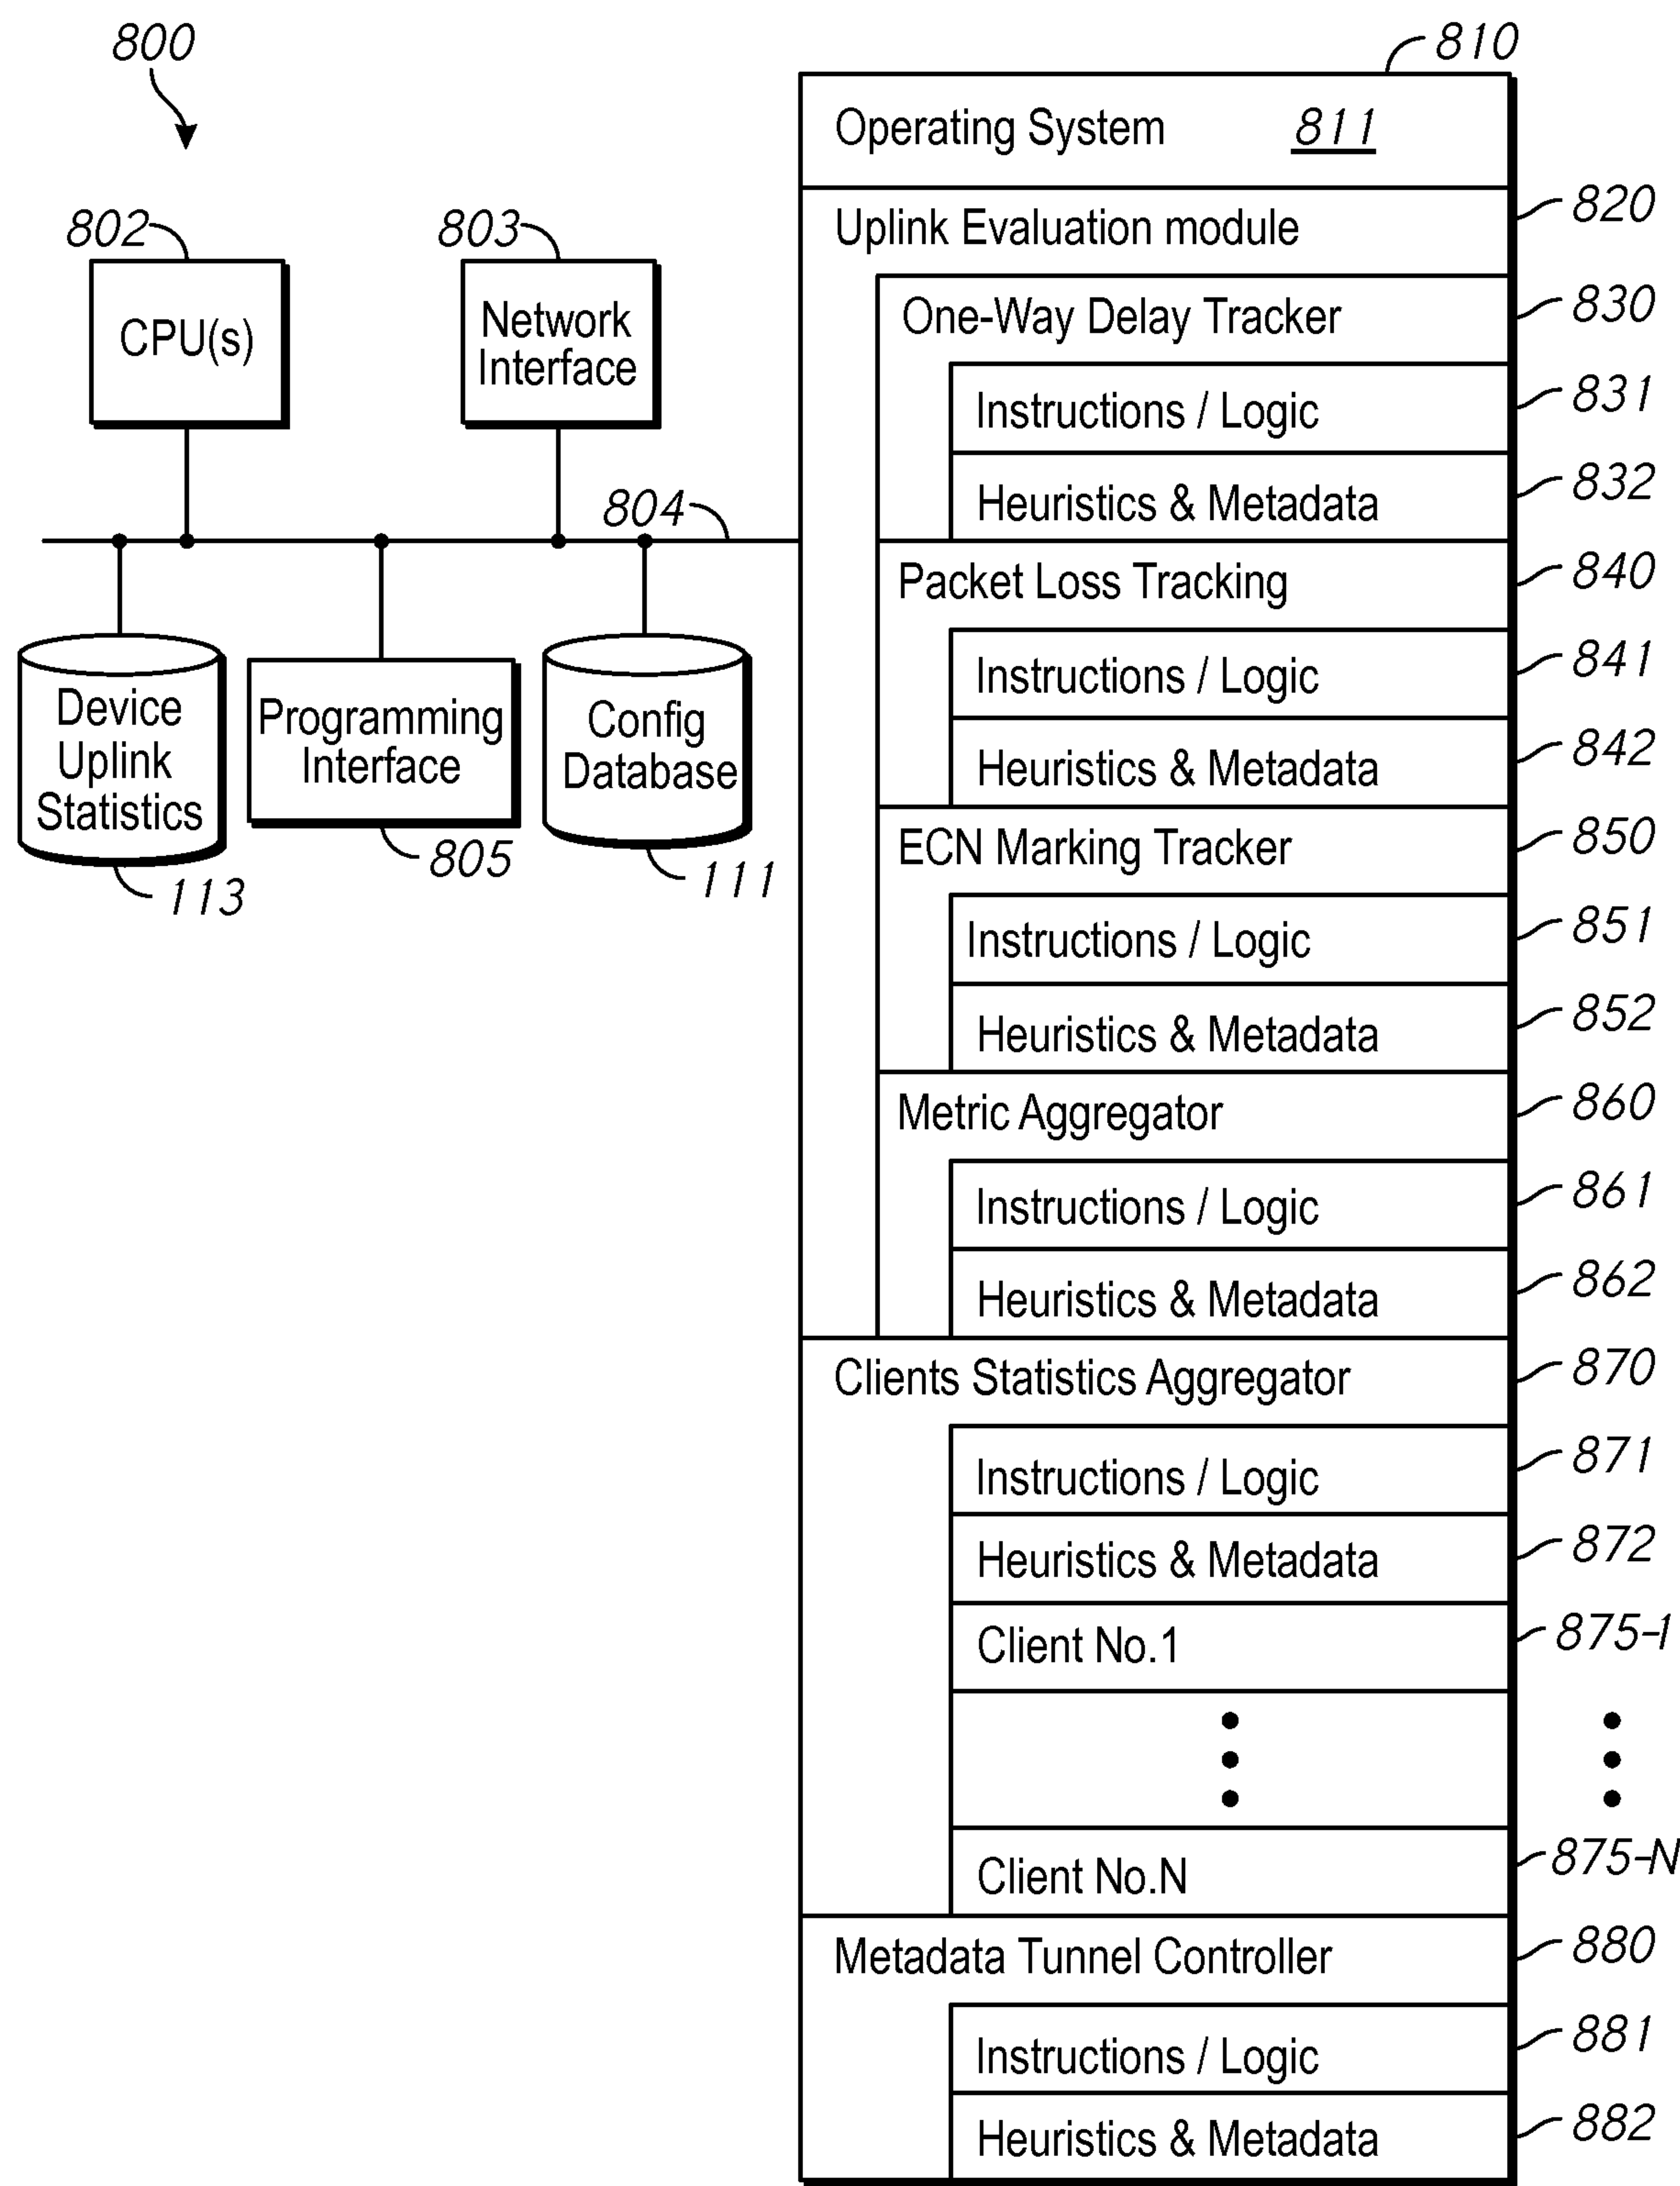 800
810
Operating System 811
820
Uplink Evaluation module
802
803
830
One-Way Delay Tracker
CPU(s)
Network
Interface
831
Instructions / Logic
832
Heuristics & Metadata
804
840
Packet Loss Tracking
841
Instructions / Logic
Device
Uplink
Statistics
Programming
Interface
Config
Database
842
Heuristics & Metadata
113
805
111
850
ECN Marking Tracker
851
Instructions / Logic
852
Heuristics & Metadata
860
Metric Aggregator
861
Instructions / Logic
862
Heuristics & Metadata
870
Clients Statistics Aggregator
871
Instructions / Logic
872
Heuristics & Metadata
875-1
Client No.1
875-N
Client No.N
880
Metadata Tunnel Controller
881
Instructions / Logic
882
Heuristics & Metadata